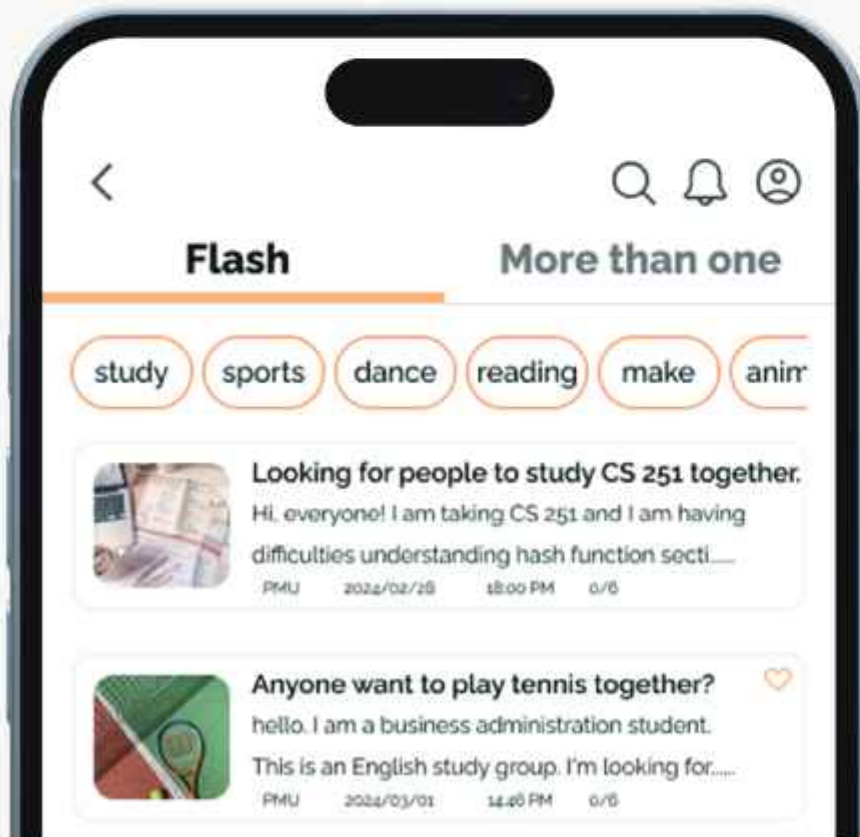 Flash More than one
study sports dance reading make anim
Looking for people to study CS 251 together.
Hi, everyone! I am taking CS 251 and I am having
difficulties understanding hash function secti......
PMU 2024/02/26 18:00 PM 0/6
Anyone want to play tennis together?
hello. I am a business administration student.
This is an English study group. I'm looking for......
PMU 2024/03/01 14:46 PM 0/6